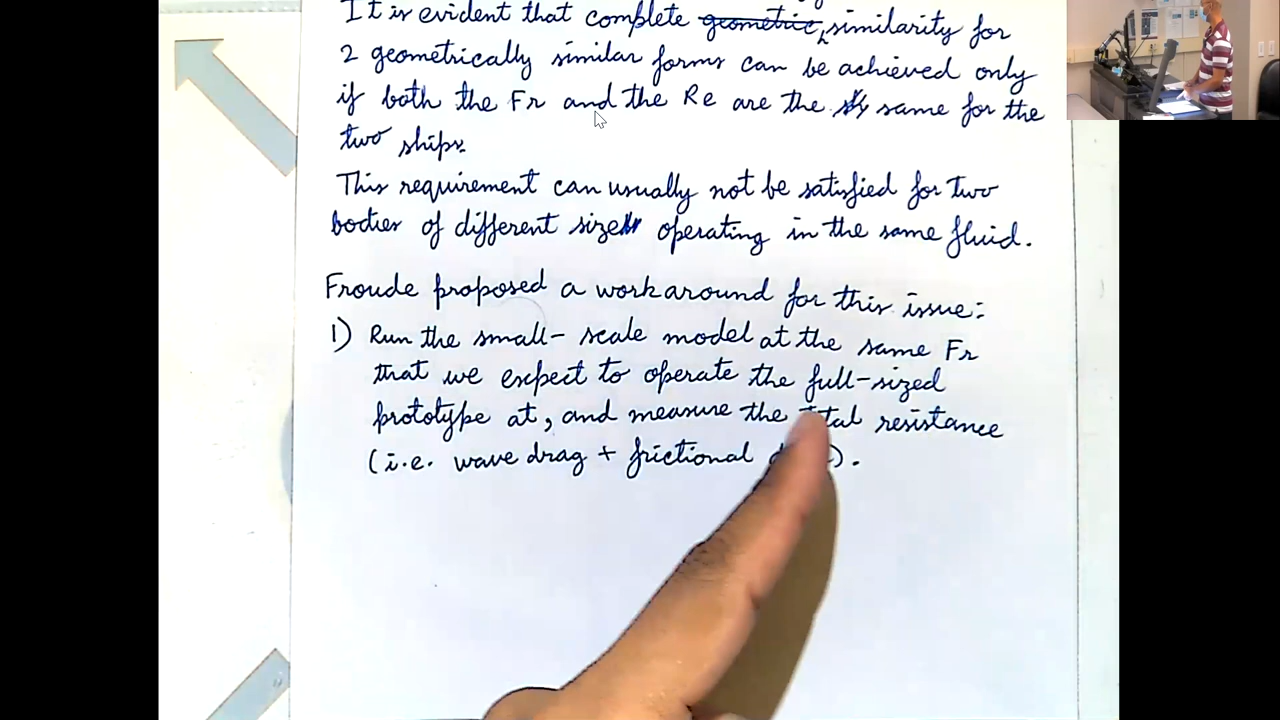 It is evident that complete geometric, similarity for
2 geometrically similar forms can be achieved only
if both the Fr and the Re are the same for the
two ships.
This requirement can usually not be satisfied for two
bodies of different size operating in the same fluid.
Froude proposed a workaround for this issue:
1) Run the small-scale model at the same Fr
that we expect to operate the full-sized
prototype at, and measure the total resistance
(i.e. wave drag + frictional ).